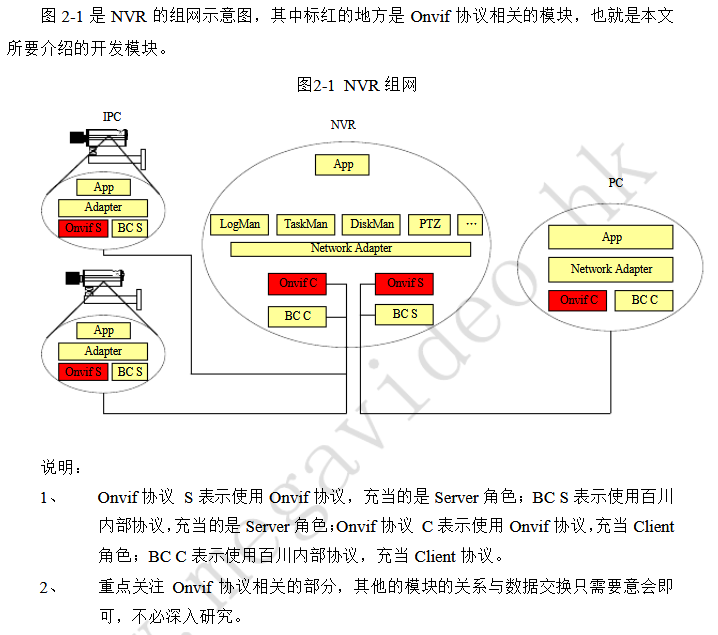 图 2-1 是 NVR 的组网示意图，其中标红的地方是 Onvif 协议相关的模块，也就是本文
所要介绍的开发模块。
图2-1 NVR 组网
IPC
NVR
PC
App
Adapter
Onvif S
BC S
App
Adapter
Onvif S
BC S
App
LogMan
TaskMan
DiskMan
PTZ
…
Network Adapter
Onvif C
Onvif S
BC C
BC S
App
Network Adapter
Onvif C
BC C
说明：
1、 Onvif 协议 S 表示使用 Onvif 协议，充当的是 Server 角色；BC S 表示使用百川
内部协议，充当的是 Server 角色；Onvif 协议 C 表示使用 Onvif 协议，充当 Client
角色；BC C 表示使用百川内部协议，充当 Client 协议。
2、 重点关注 Onvif 协议相关的部分，其他的模块的关系与数据交换只需要意会即
可，不必深入研究。
.megavideo.hk